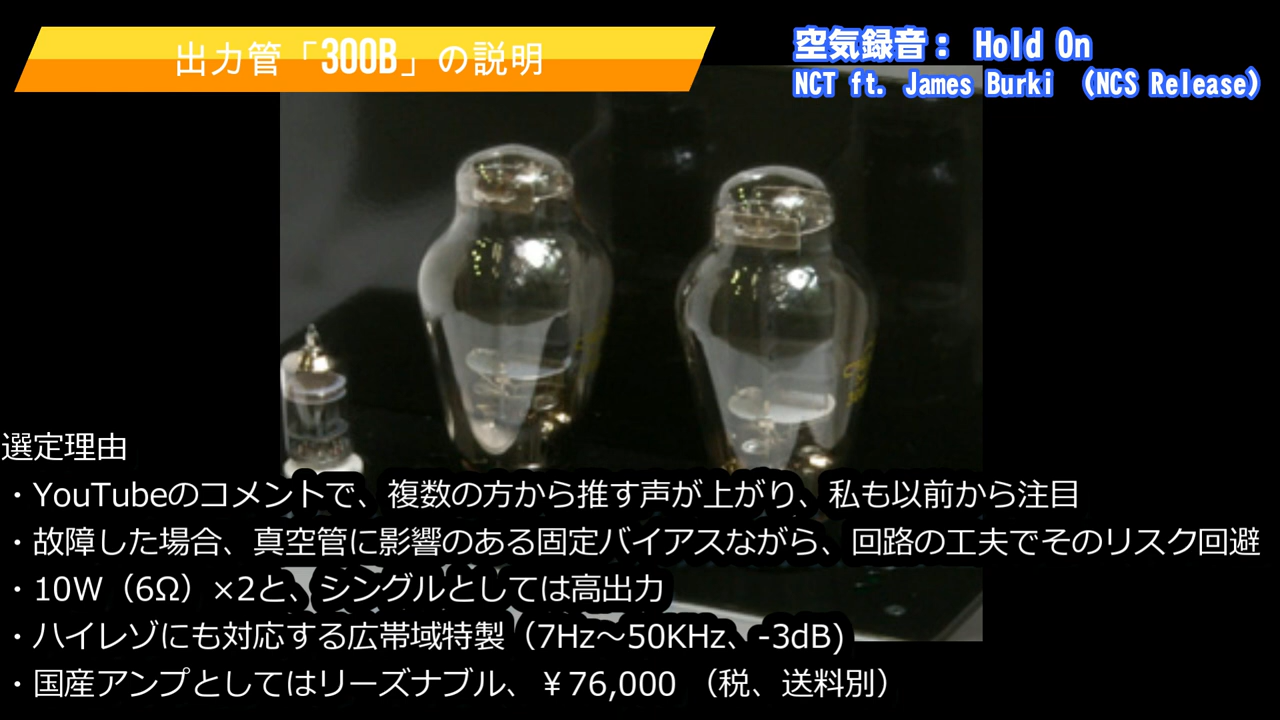 出力管「300B」の説明
空気録音： Hold On
NCT ft. James Burki （NCS Release）
選定理由
・YouTubeのコメントで、複数の方から推す声が上がり、私も以前から注目
・故障した場合、真空管に影響のある固定バイアスながら、回路の工夫でそのリスク回避
・10W（6Ω）×2と、シングルとしては高出力
・ハイレゾにも対応する広帯域特製（7Hz～50KHz、-3dB)
・国産アンプとしてはリーズナブル、￥76,000 （税、送料別）